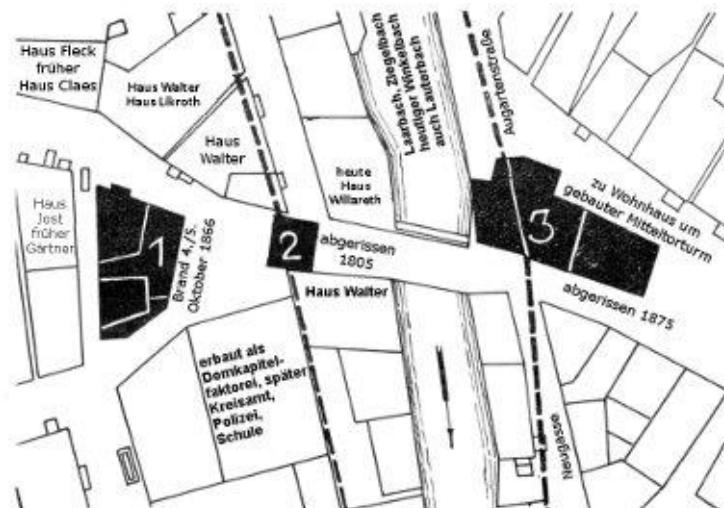 Haus Fleck
früher
Haus Claes
Haus Walter
Haus Likroth
Haus
Walter
Laarbach, Ziegelbach
heutiger Winkelbach
auch Lauterbach
Augartenstraße
heute
Haus
Willareth
zu Wohnhaus um
gebauter Mitteltorturm
Haus
Jost
früher
Gärtner
1
Brand 4./5.
Oktober 1866
2
abgerissen
1805
3
abgerissen 1875
Haus Walter
erbaut als
Domkapitel-
faktorei, später
Kreisamt,
Polizei,
Schule
Neugasse